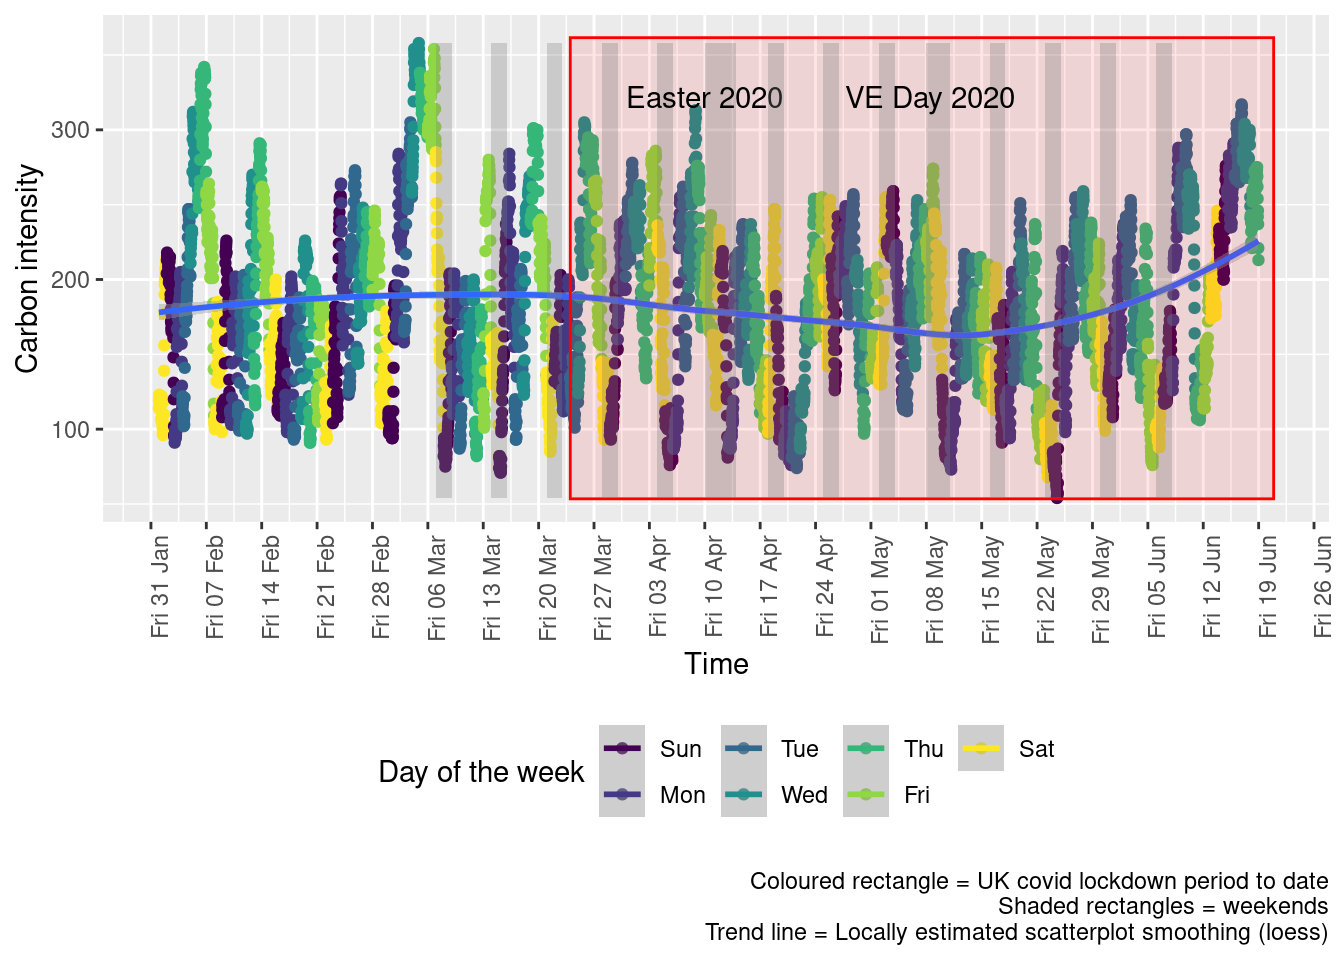 Carbon intensity
300
200
100
Easter 2020
VE Day 2020
Fri 31 Jan
Fri 07 Feb
Fri 14 Feb
Fri 21 Feb
Fri 28 Feb
Fri 06 Mar
Fri 13 Mar
Fri 20 Mar
Fri 27 Mar
Fri 03 Apr
Fri 10 Apr
Fri 17 Apr
Fri 24 Apr
Fri 01 May
Fri 08 May
Fri 15 May
Fri 22 May
Fri 29 May
Fri 05 Jun
Fri 12 Jun
Fri 19 Jun
Fri 26 Jun
Time
Day of the week
Sun
Tue
Thu
Sat
Mon
Wed
Fri
Coloured rectangle = UK covid lockdown period to date
Shaded rectangles = weekends
Trend line = Locally estimated scatterplot smoothing (loess)